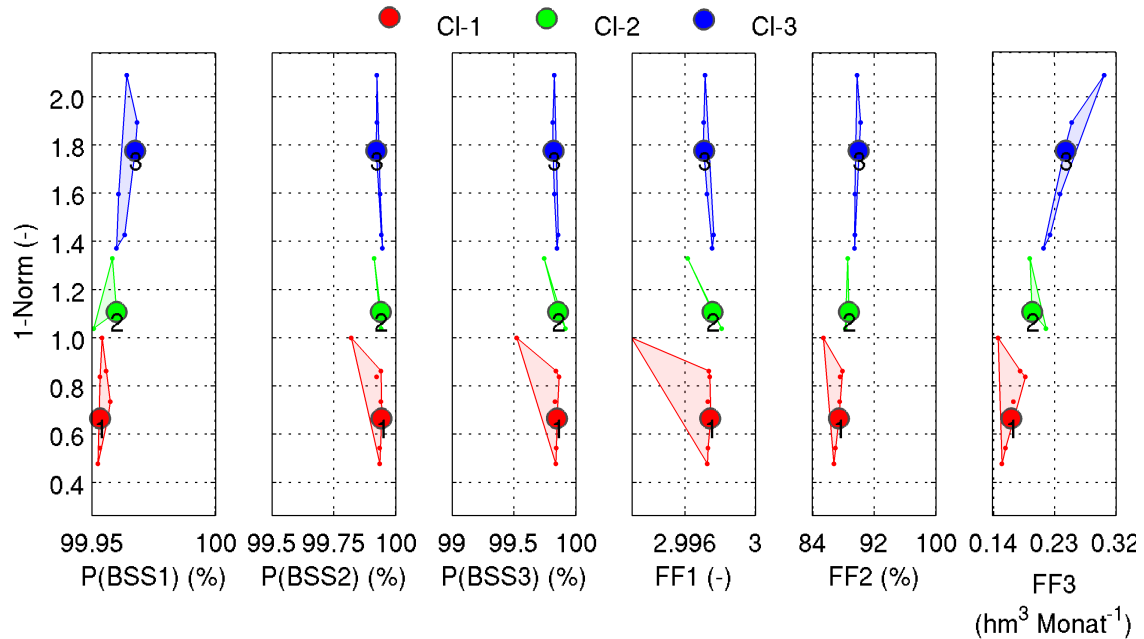 Cl-1 Cl-2 Cl-3
2.0
1.8
1.6
1.4
1.2
1.0
0.8
0.6
0.4
1-Norm (-)
3 3 3 3 3 3
2 2 2 2 2 2
1 1 1 1 1 1
99.95 100 99.5 99.75 100 99 99.5 100 2.996 3 84 92 100 0.14 0.23 0.32
P(BSS1) (%) P(BSS2) (%) P(BSS3) (%) FF1 (-) FF2 (%) FF3
(hm³ Monat⁻¹)